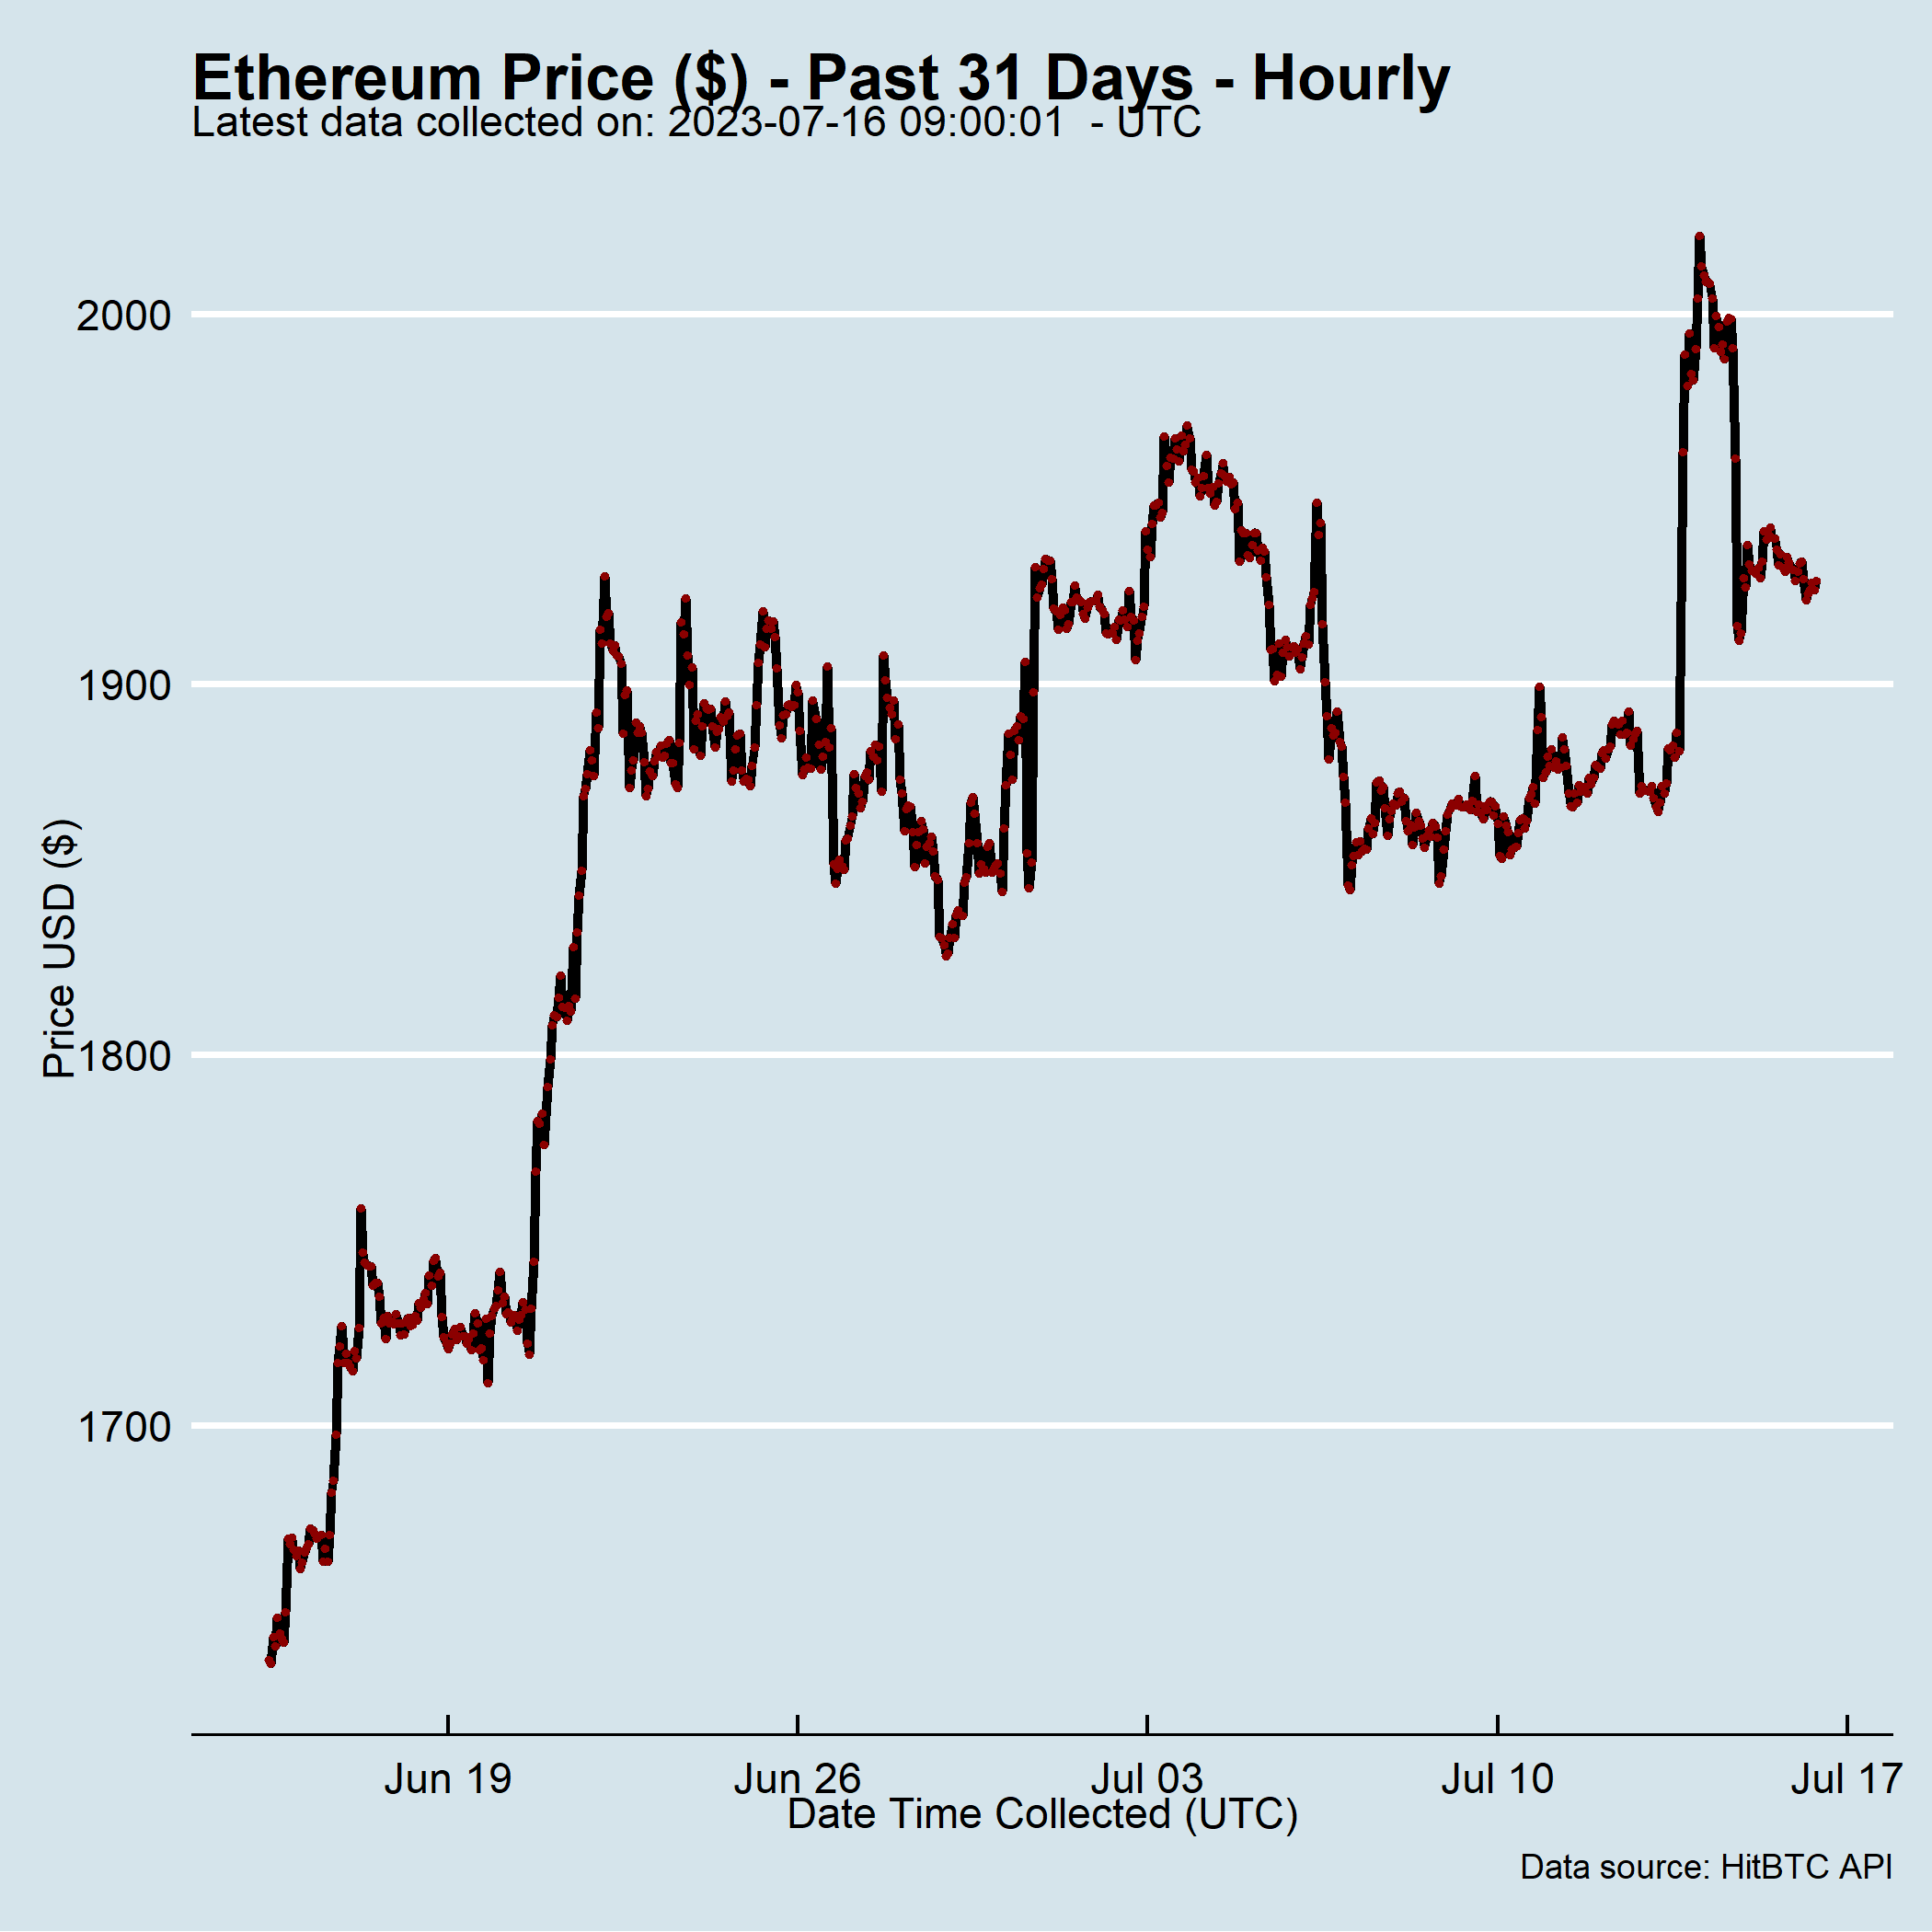 Ethereum Price ($) - Past 31 Days - Hourly
Latest data collected on: 2023-07-16 09:00:01  - UTC
2000
1900
1800
1700
Price USD ($)
Jun 19
Jun 26
Jul 03
Jul 10
Jul 17
Date Time Collected (UTC)
Data source: HitBTC API